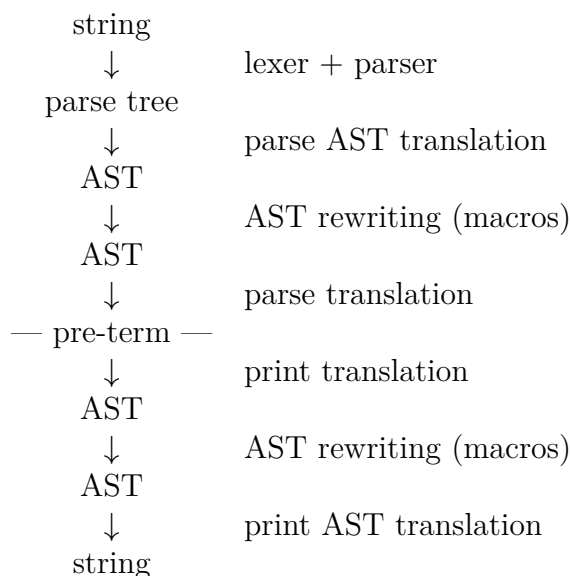 string
↓ lexer + parser
parse tree
↓ parse AST translation
AST
↓ AST rewriting (macros)
AST
↓ parse translation
— pre-term —
↓ print translation
AST
↓ AST rewriting (macros)
AST
↓ print AST translation
string